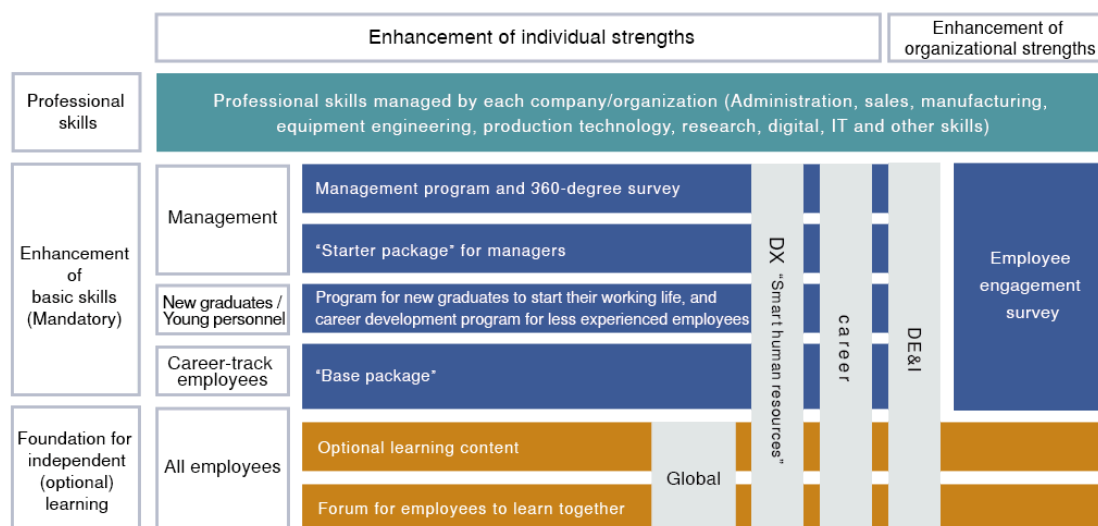 Enhancement of individual strengths
Enhancement of
organizational strengths
Professional
skills
Professional skills managed by each company/organization (Administration, sales, manufacturing,
equipment engineering, production technology, research, digital, IT and other skills)
Enhancement
of
basic skills
(Mandatory)
Management
Management program and 360-degree survey
“Starter package” for managers
New graduates /
Young personnel
Program for new graduates to start their working life, and
career development program for less experienced employees
Career-track
employees
“Base package”
DX “Smart human resources”
career
DE&I
Employee
engagement
survey
Foundation for
independent
(optional)
learning
All employees
Optional learning content
Global
Forum for employees to learn together